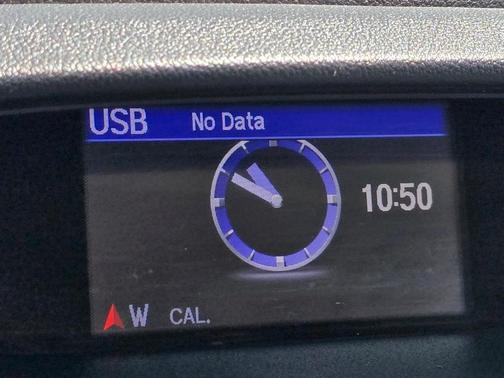 USB No Data
10:50
W CAL.